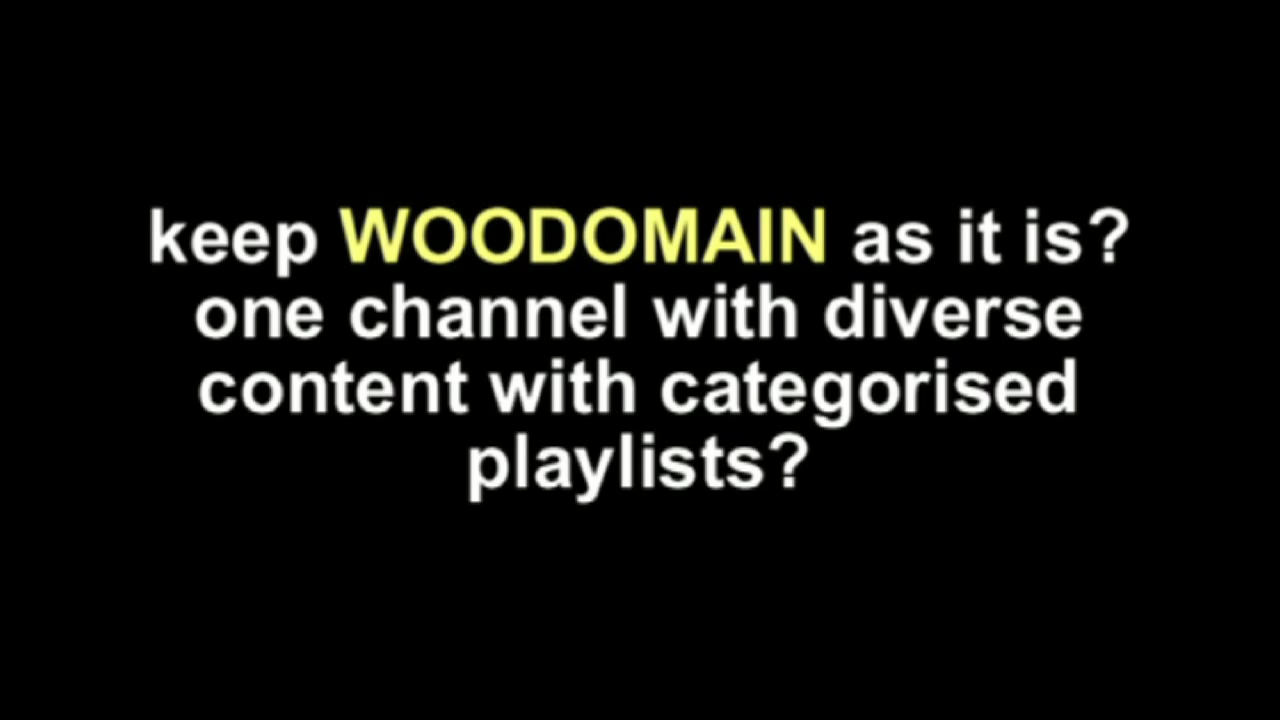 keep WOODOMAIN as it is?
one channel with diverse
content with categorised
playlists?